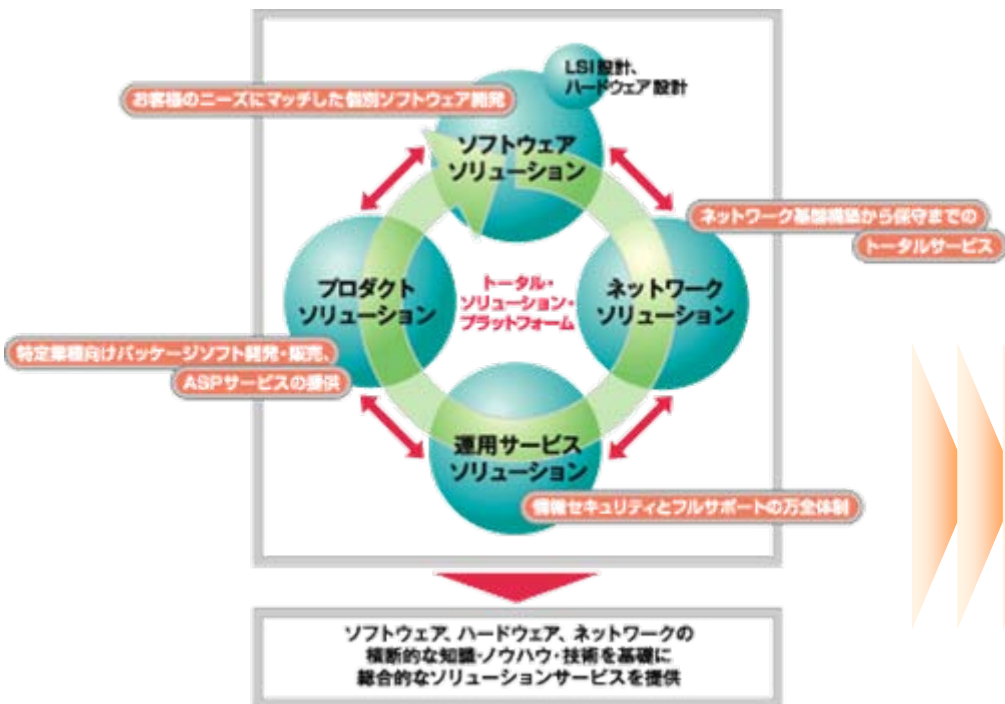 LSI設計、
ハードウェア設計
お客様のニーズにマッチした個別ソフトウェア開発
ソフトウェア
ソリューション
ネットワーク基盤構築から保守までの
トータルサービス
プロダクト
ソリューション
トータル・
ソリューション・
プラットフォーム
ネットワーク
ソリューション
特定業種向けパッケージソフト開発・販売、
ASPサービスの提供
運用サービス
ソリューション
情報セキュリティとフルサポートの万全体制
ソフトウェア、ハードウェア、ネットワークの
横断的な知識・ノウハウ・技術を基礎に
総合的なソリューションサービスを提供